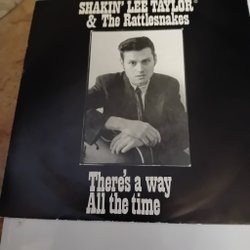 SHAKIN' LEE TAYLOR
& The Rattlesnakes
There's a way
All the time